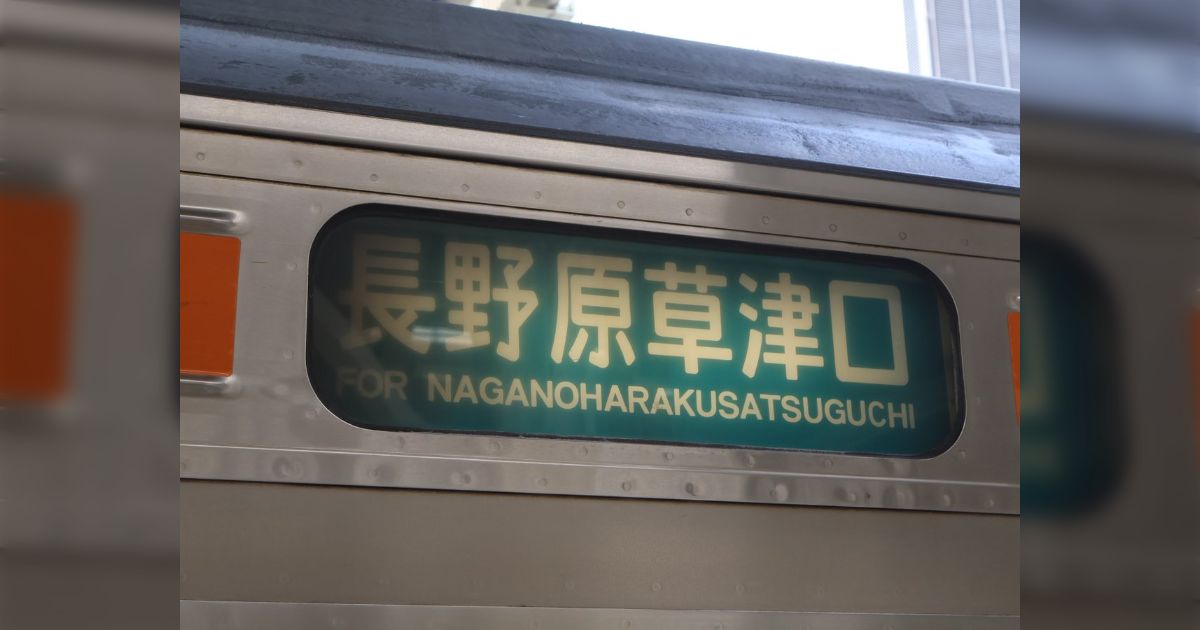 長野原草津口
FOR NAGANOHARAKUSATSUGUCHI